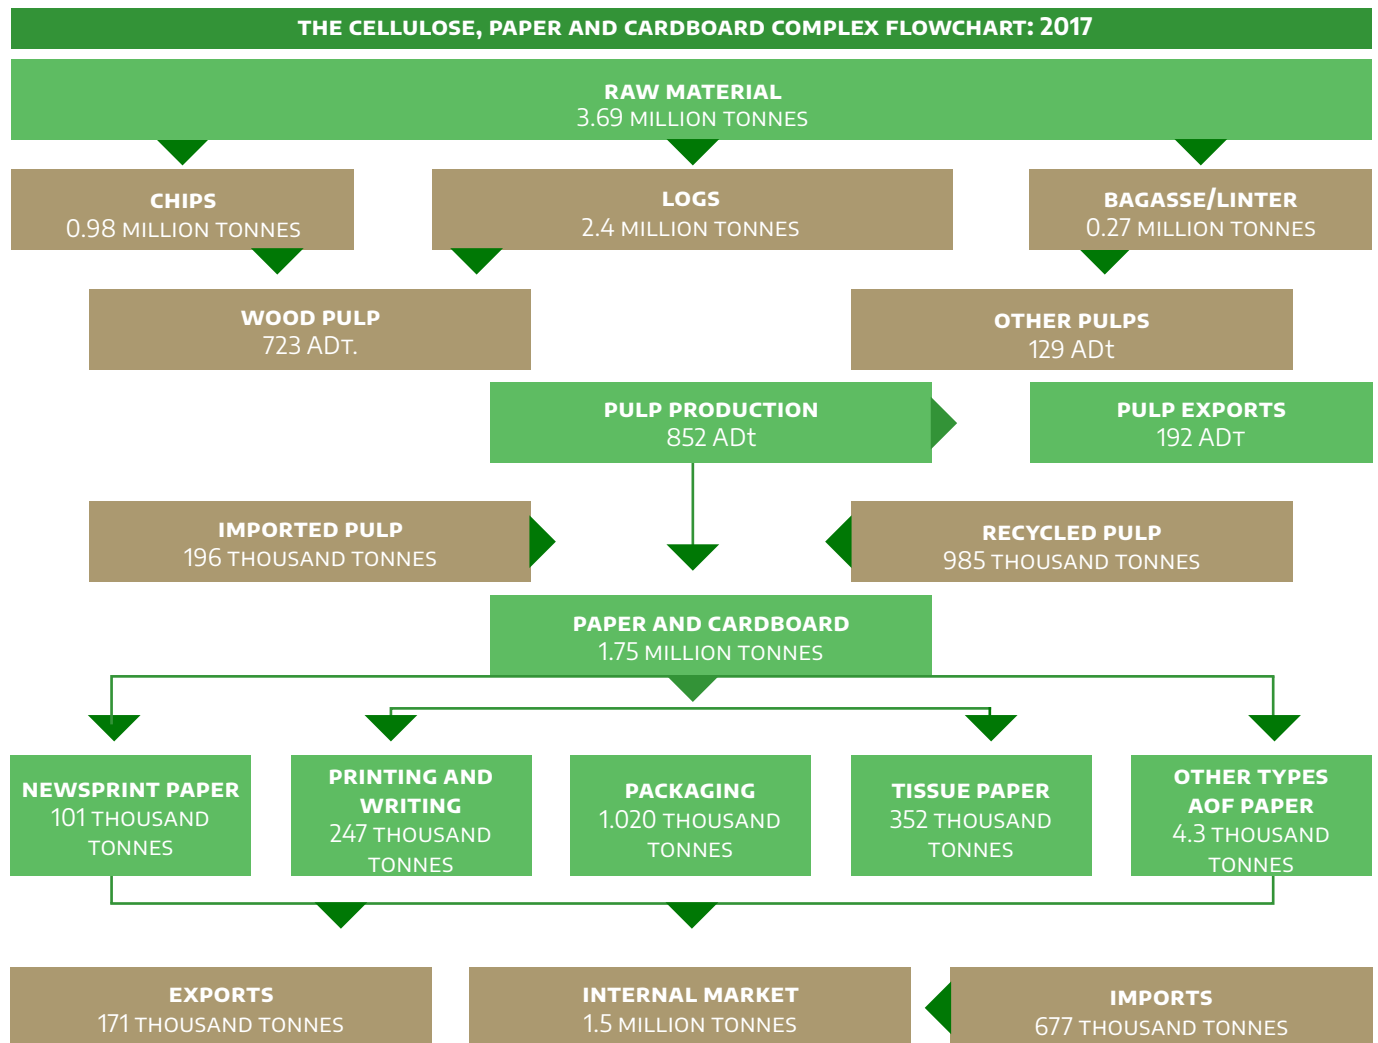 THE CELLULOSE, PAPER AND CARDBOARD COMPLEX FLOWCHART: 2017
RAW MATERIAL
3.69 MILLION TONNES
CHIPS
0.98 MILLION TONNES
LOGS
2.4 MILLION TONNES
BAGASSE/LINTER
0.27 MILLION TONNES
WOOD PULP
723 ADT.
OTHER PULPS
129 ADt
PULP PRODUCTION
852 ADt
PULP EXPORTS
192 ADT
IMPORTED PULP
196 THOUSAND TONNES
RECYCLED PULP
985 THOUSAND TONNES
PAPER AND CARDBOARD
1.75 MILLION TONNES
NEWSPRINT PAPER
101 THOUSAND
TONNES
PRINTING AND
WRITING
247 THOUSAND
TONNES
PACKAGING
1.020 THOUSAND
TONNES
TISSUE PAPER
352 THOUSAND
TONNES
OTHER TYPES
AOF PAPER
4.3 THOUSAND
TONNES
EXPORTS
171 THOUSAND TONNES
INTERNAL MARKET
1.5 MILLION TONNES
IMPORTS
677 THOUSAND TONNES